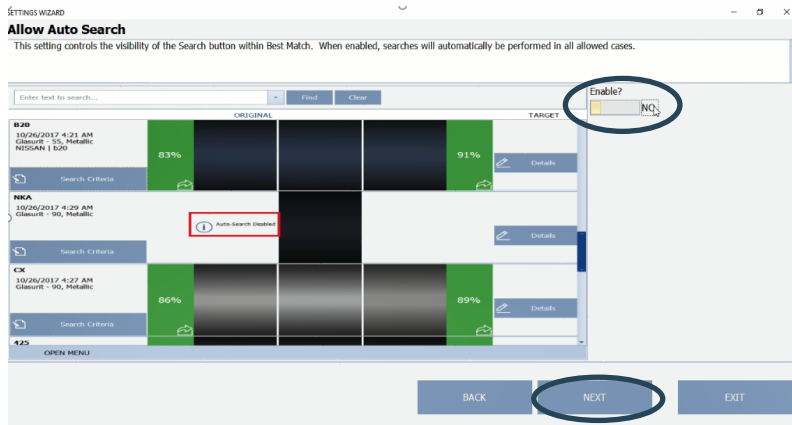 SETTINGS WIZARD
Allow Auto Search
This setting controls the visibility of the Search button within Best Match. When enabled, searches will automatically be performed in all allowed cases.
Enter text to search...
Find
Clear
Enable?
NO
ORIGINAL
TARGET
B20
10/26/2017 4:21 AM
Glasurit - 55, Metallic
NISSAN | b20
83%
91%
Details
Search Criteria
NKA
10/26/2017 4:29 AM
Glasurit - 90, Metallic
Auto-Search Disabled
Details
Search Criteria
CX
10/26/2017 4:27 AM
Glasurit - 90, Metallic
86%
89%
Details
Search Criteria
425
OPEN MENU
BACK
NEXT
EXIT